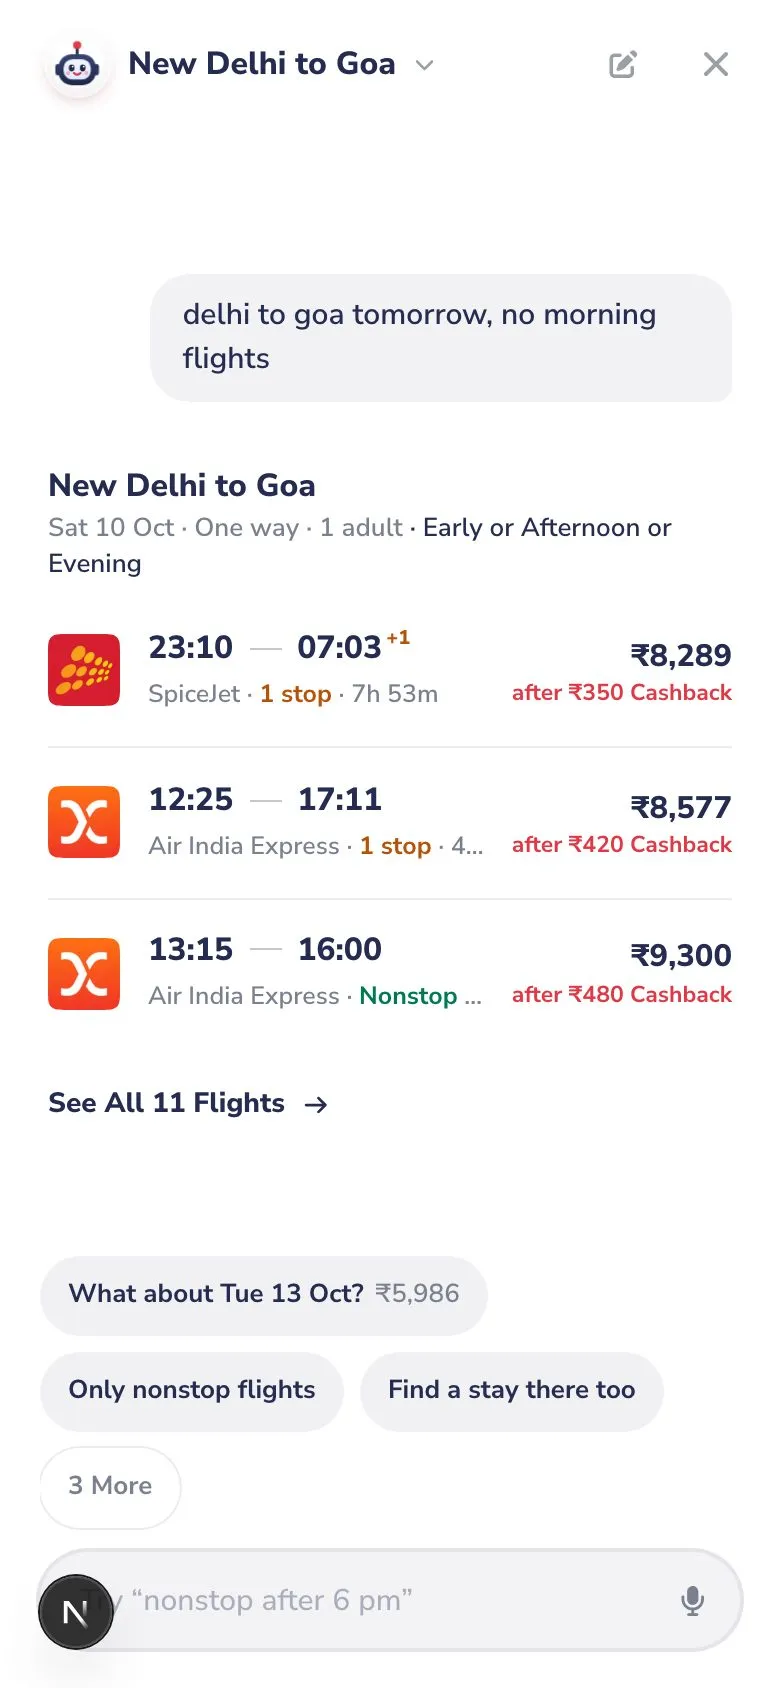 New Delhi to Goa
delhi to goa tomorrow, no morning
flights
New Delhi to Goa
Sat 10 Oct · One way · 1 adult · Early or Afternoon or
Evening
23:10 — 07:03 +1
₹8,289
SpiceJet · 1 stop · 7h 53m
after ₹350 Cashback
12:25 — 17:11
₹8,577
Air India Express · 1 stop · 4...
after ₹420 Cashback
13:15 — 16:00
₹9,300
Air India Express · Nonstop ...
after ₹480 Cashback
See All 11 Flights →
What about Tue 13 Oct? ₹5,986
Only nonstop flights
Find a stay there too
3 More
Try “nonstop after 6 pm”
N